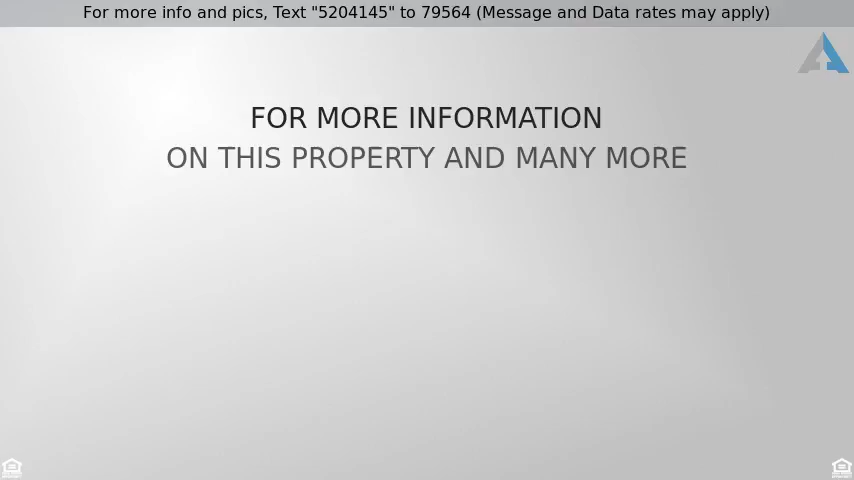 For more info and pics, Text "5204145" to 79564 (Message and Data rates may apply)
FOR MORE INFORMATION
ON THIS PROPERTY AND MANY MORE